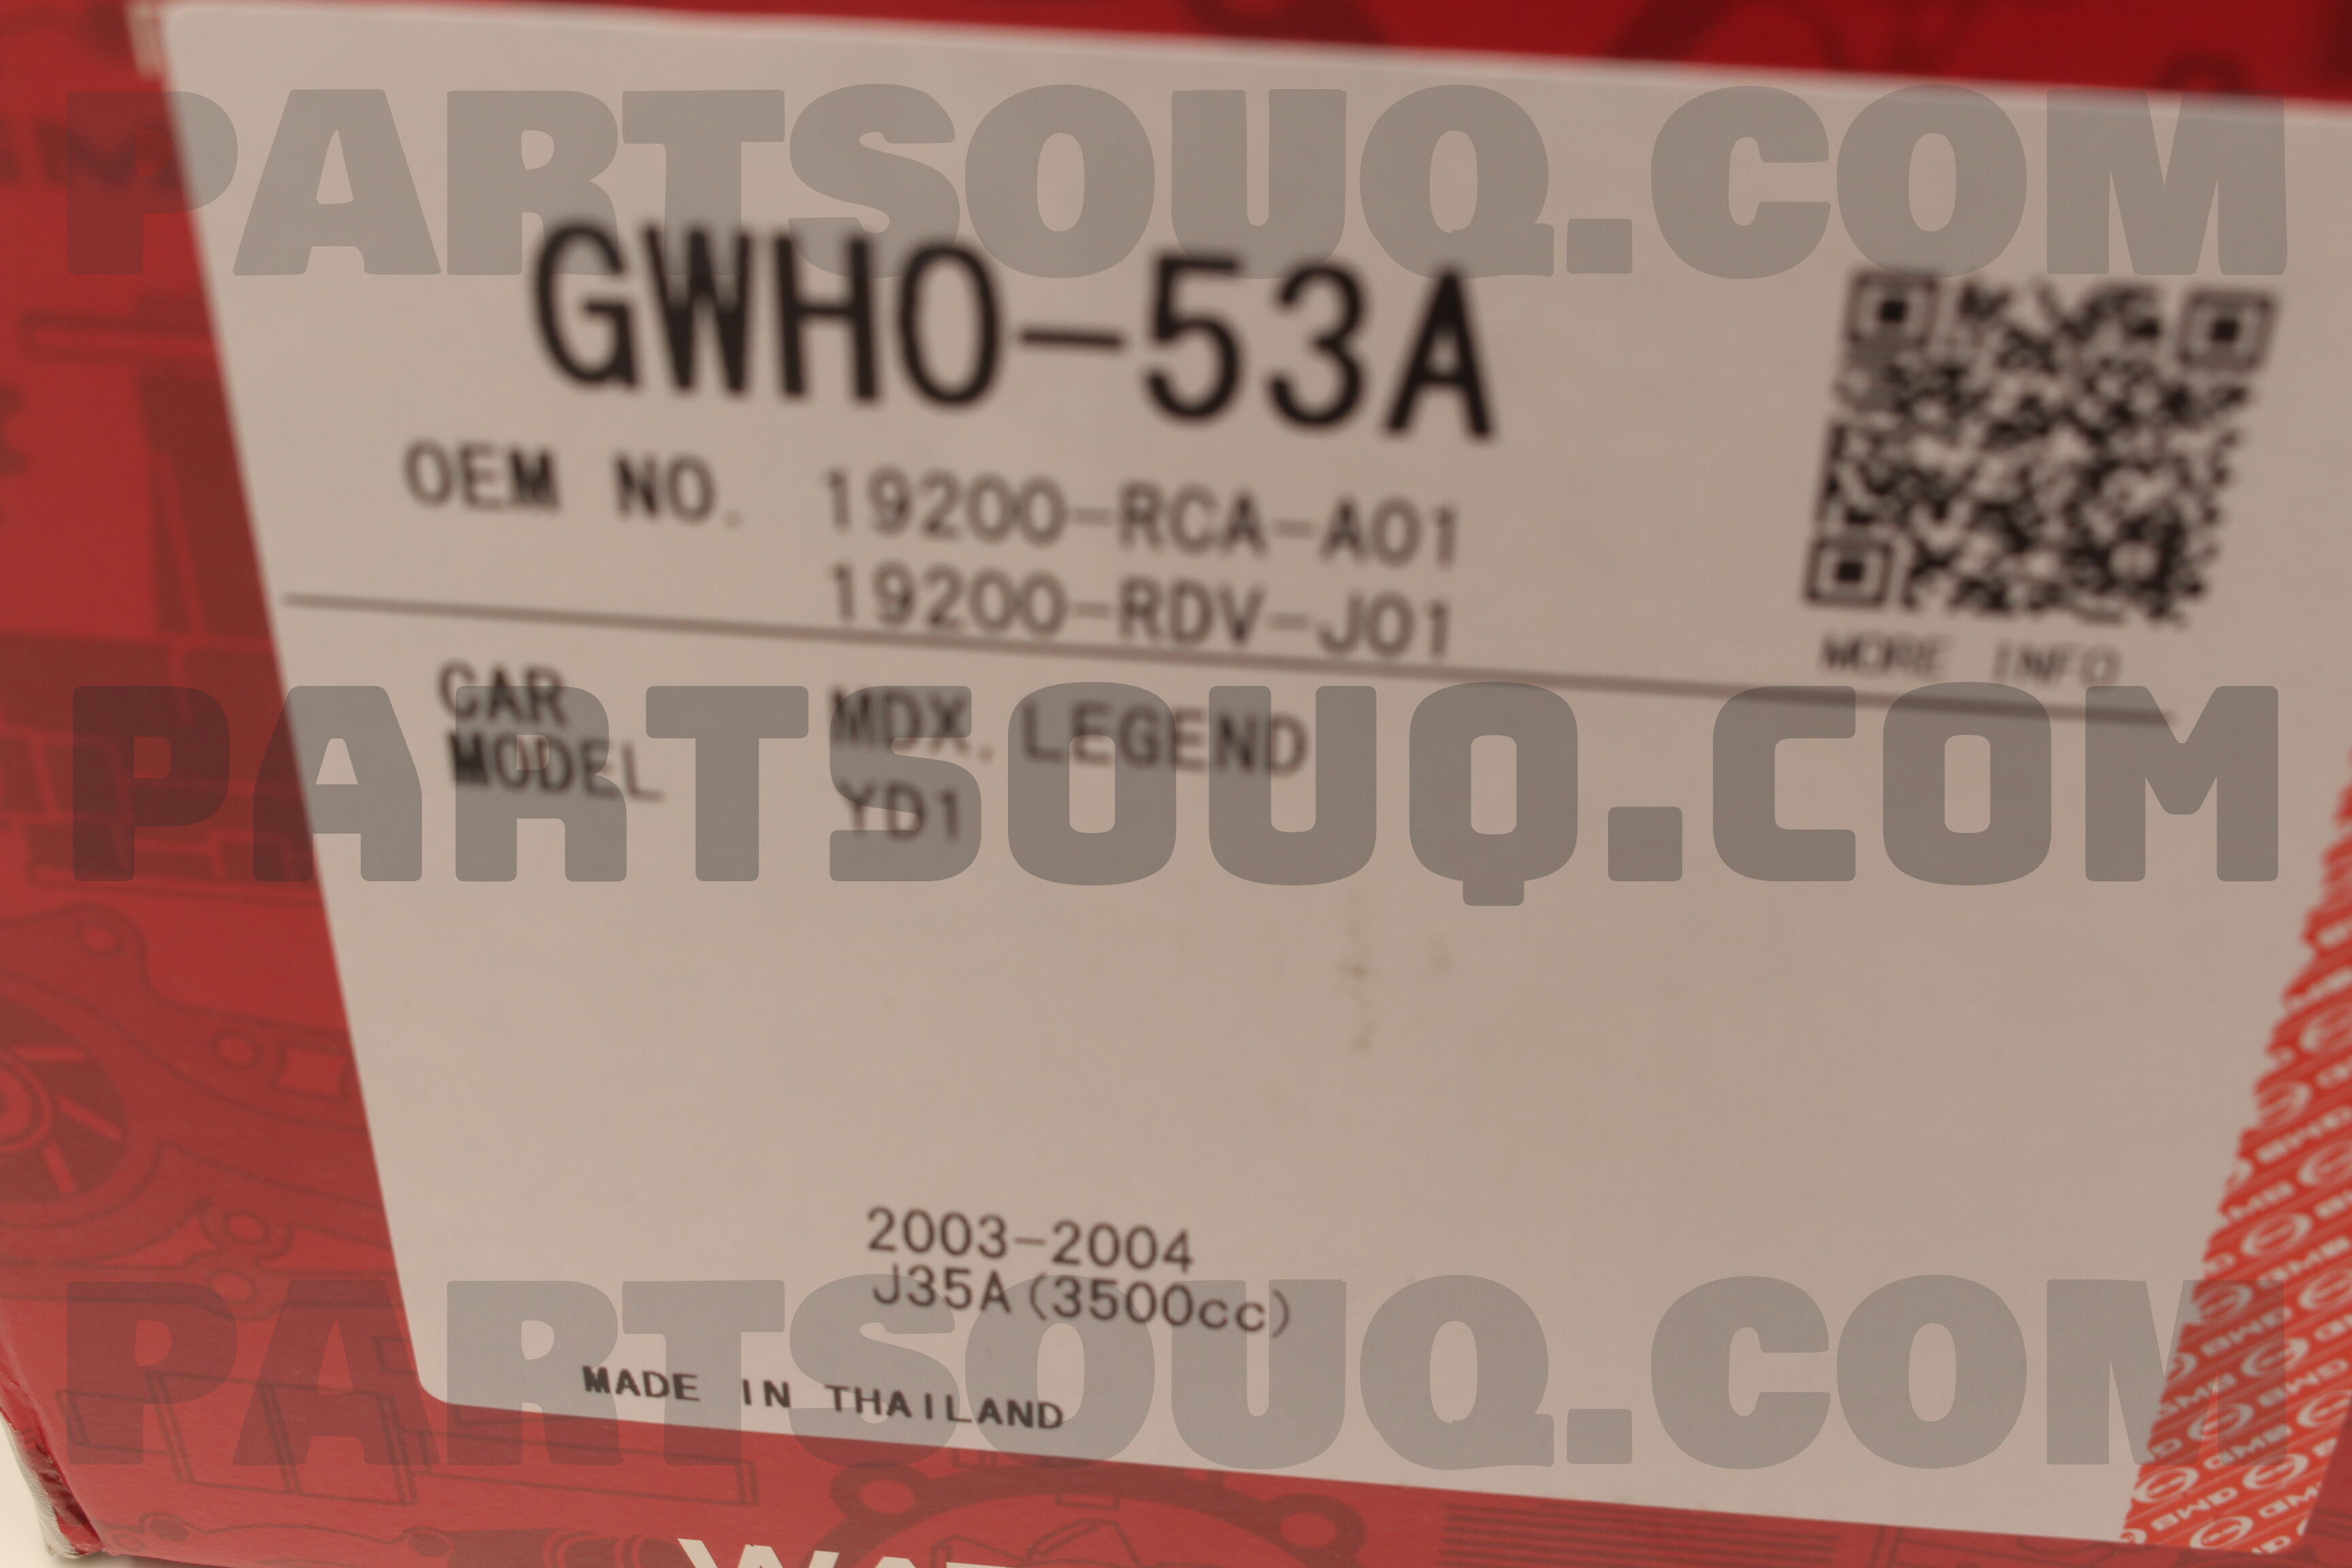 PARTSOUQ.COM
GWHO-53A
OEM NO. 19200-RCA-A01
19200-RDV-J01
MORE INFO
CAR
MODEL
MDX. LEGEND
YD1
PARTSOUQ.COM
2003-2004
J35A(3500cc)
PARTSOUQ.COM
MADE IN THAILAND
GMB